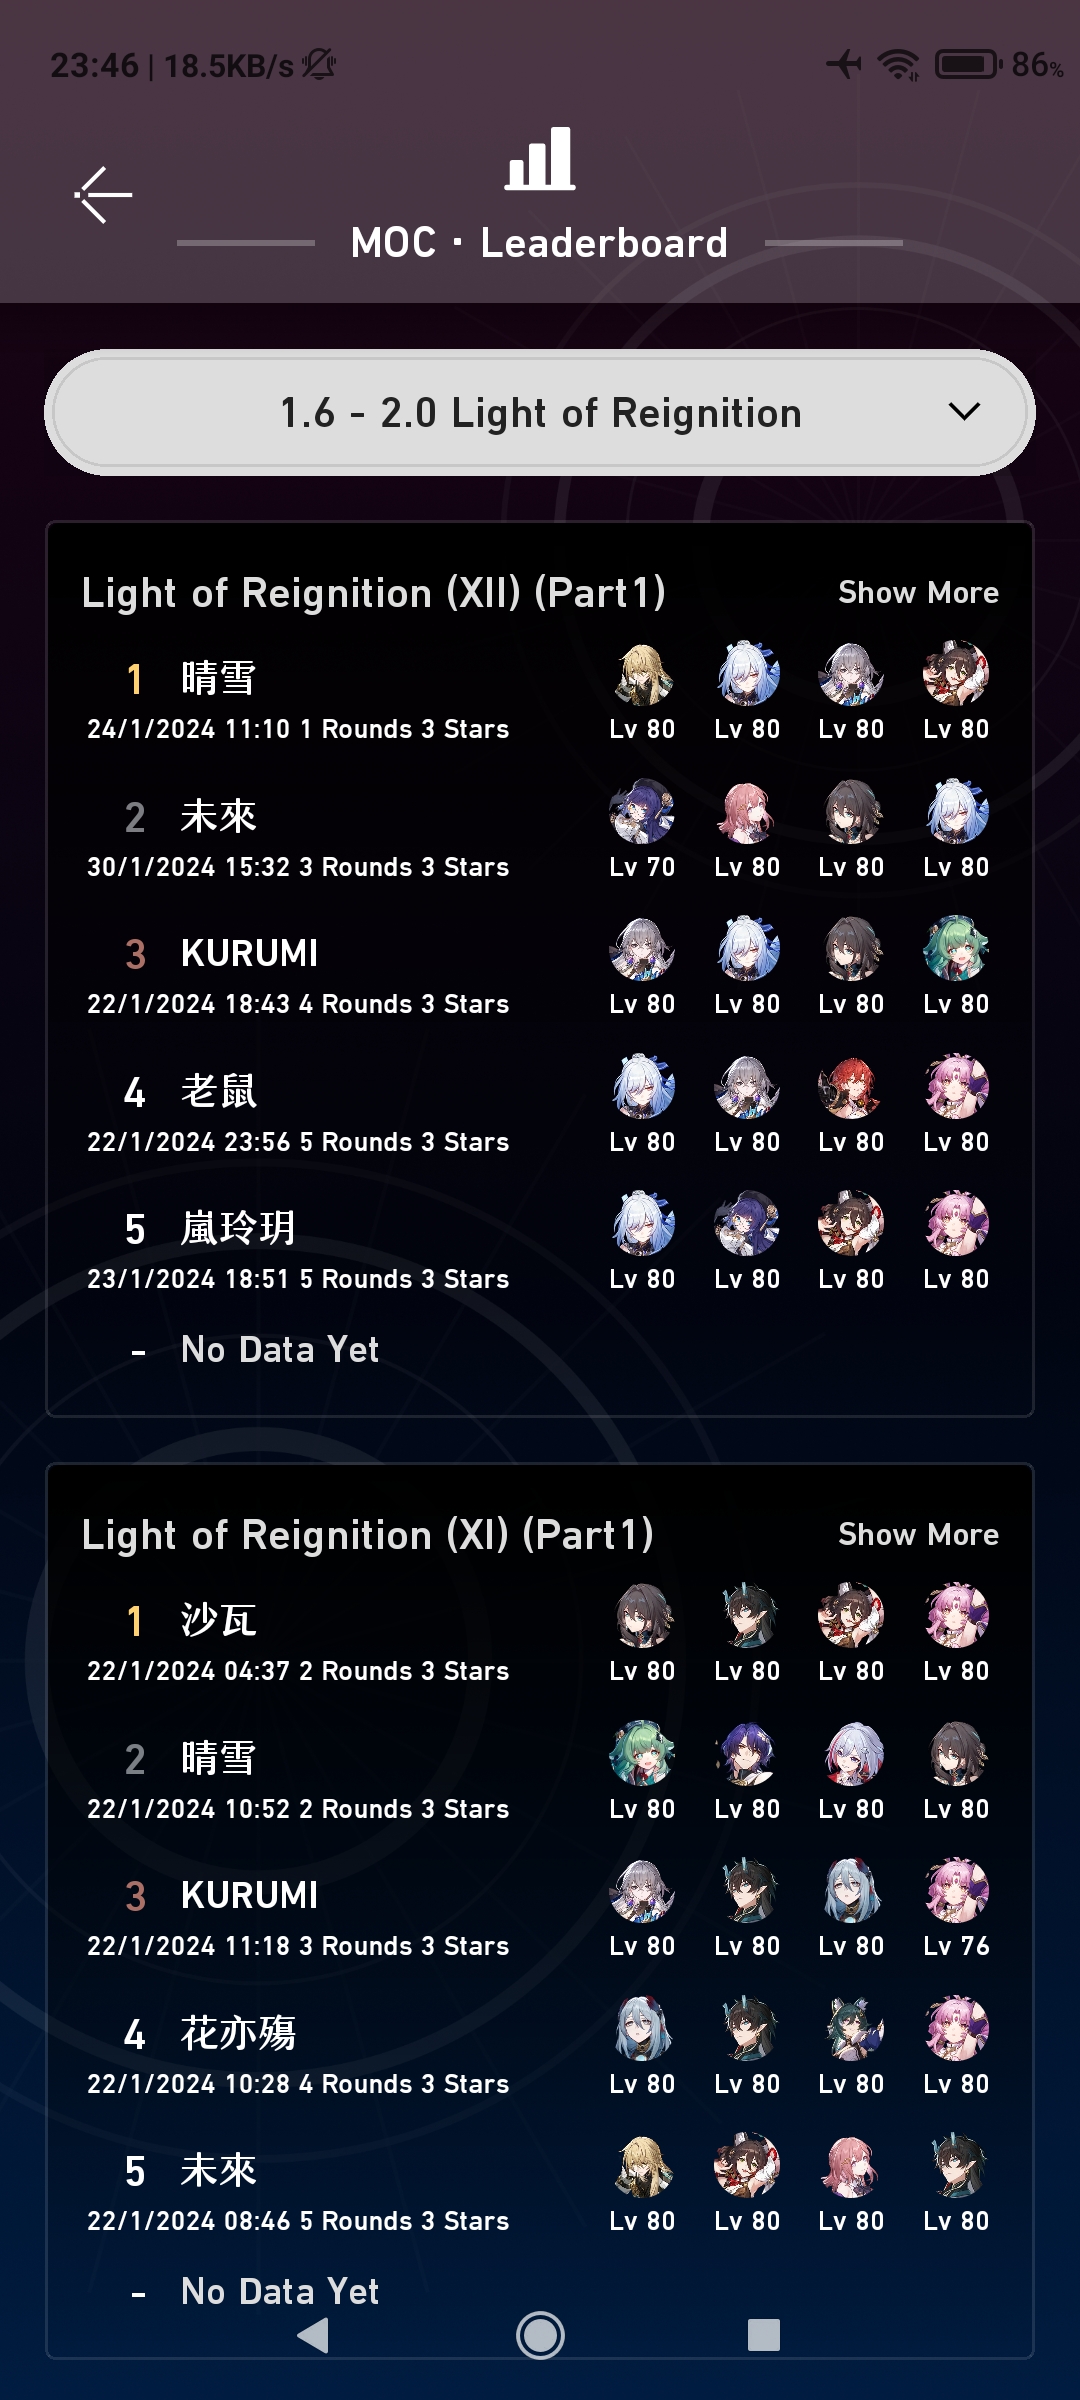 23:46 | 18.5KB/s 86%
MOC · Leaderboard
1.6 - 2.0 Light of Reignition
Light of Reignition (XII) (Part1) Show More
1 晴雪
24/1/2024 11:10 1 Rounds 3 Stars Lv 80 Lv 80 Lv 80 Lv 80
2 未來
30/1/2024 15:32 3 Rounds 3 Stars Lv 70 Lv 80 Lv 80 Lv 80
3 KURUMI
22/1/2024 18:43 4 Rounds 3 Stars Lv 80 Lv 80 Lv 80 Lv 80
4 老鼠
22/1/2024 23:56 5 Rounds 3 Stars Lv 80 Lv 80 Lv 80 Lv 80
5 嵐玲玥
23/1/2024 18:51 5 Rounds 3 Stars Lv 80 Lv 80 Lv 80 Lv 80
- No Data Yet
Light of Reignition (XI) (Part1) Show More
1 沙瓦
22/1/2024 04:37 2 Rounds 3 Stars Lv 80 Lv 80 Lv 80 Lv 80
2 晴雪
22/1/2024 10:52 2 Rounds 3 Stars Lv 80 Lv 80 Lv 80 Lv 80
3 KURUMI
22/1/2024 11:18 3 Rounds 3 Stars Lv 80 Lv 80 Lv 80 Lv 76
4 花亦殤
22/1/2024 10:28 4 Rounds 3 Stars Lv 80 Lv 80 Lv 80 Lv 80
5 未來
22/1/2024 08:46 5 Rounds 3 Stars Lv 80 Lv 80 Lv 80 Lv 80
- No Data Yet